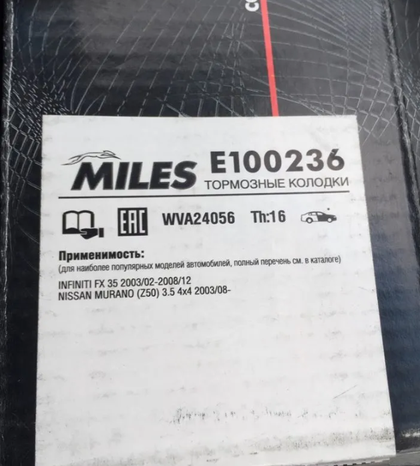 MILES
E100236
ТОРМОЗНЫЕ КОЛОДКИ
EAC WVA24056 Th:16
Применимость:
(для наиболее популярных моделей автомобилей, полный перечень см. в каталоге)
INFINITI FX 35 2003/02-2008/12
NISSAN MURANO (Z50) 3.5 4x4 2003/08-